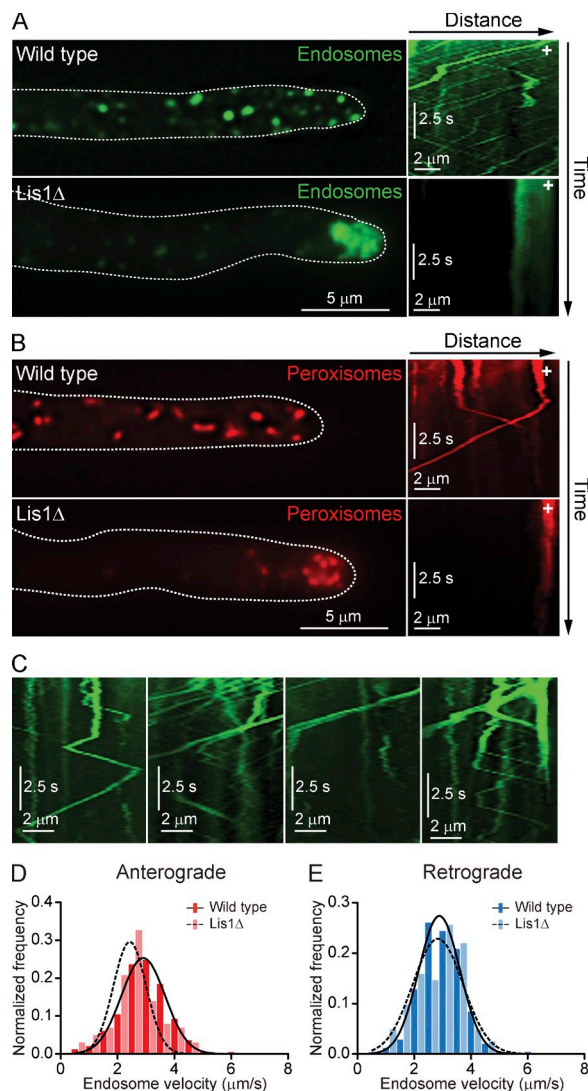 A
Distance
Wild type
Endosomes
+
2.5 s
2 μm
Lis1Δ
Endosomes
5 μm
+
2.5 s
2 μm
Time
B
Distance
Wild type
Peroxisomes
+
2.5 s
2 μm
Lis1Δ
Peroxisomes
5 μm
+
2.5 s
2 μm
Time
C
2.5 s
2 μm
2.5 s
2 μm
2.5 s
2 μm
2.5 s
2 μm
D
Anterograde
Wild type
Lis1Δ
Normalized frequency
0.4
0.3
0.2
0.1
0.0
0 2 4 6 8
Endosome velocity (μm/s)
E
Retrograde
Wild type
Lis1Δ
Normalized frequency
0.3
0.2
0.1
0.0
0 2 4 6 8
Endosome velocity (μm/s)